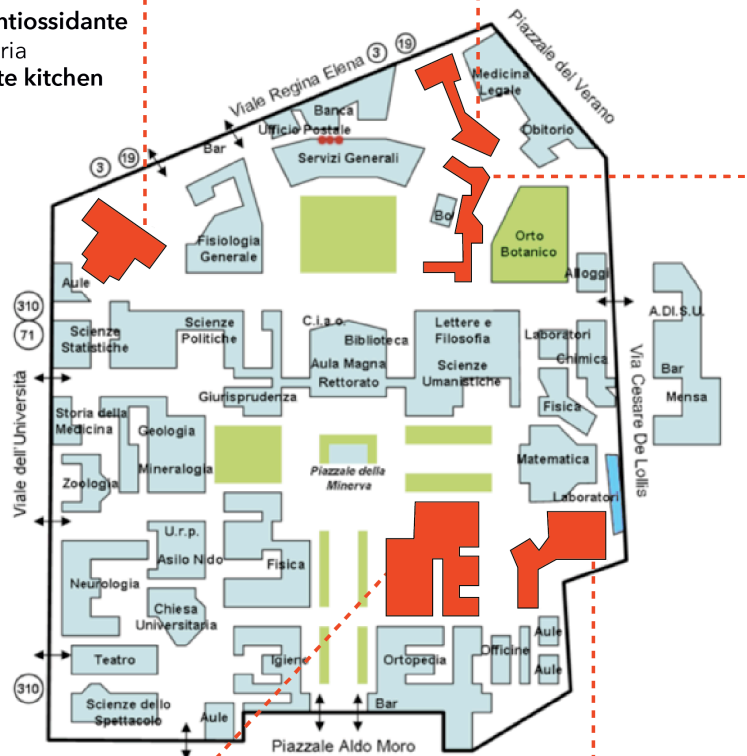 ntiossidante
ria
te kitchen
Piazzale del Verano
Viale Regina Elena
3
19
Medicina
Legale
Banca
Ufficio Postale
Obitorio
Bar
Servizi Generali
3
19
Bo
Fisiologia
Generale
Orto
Botanico
Alloggi
Aule
310
71
A.DI.S.U.
C.i.a.o.
Biblioteca
Scienze
Statistiche
Scienze
Politiche
Lettere e
Filosofia
Laboratori
Chimica
Aula Magna
Rettorato
Scienze
Umanistiche
Bar
Mensa
Via Cesare De Lollis
Viale dell'Università
Giurisprudenza
Fisica
Storia della
Medicina
Geologia
Mineralogia
Zoologia
Piazzale della
Minerva
Matematica
Laboratori
U.r.p.
Asilo Nido
Fisica
Neurologia
Chiesa
Universitaria
Teatro
Igiene
Ortopedia
Officine
Aule
Aule
310
Scienze dello
Spettacolo
Aule
Bar
Piazzale Aldo Moro